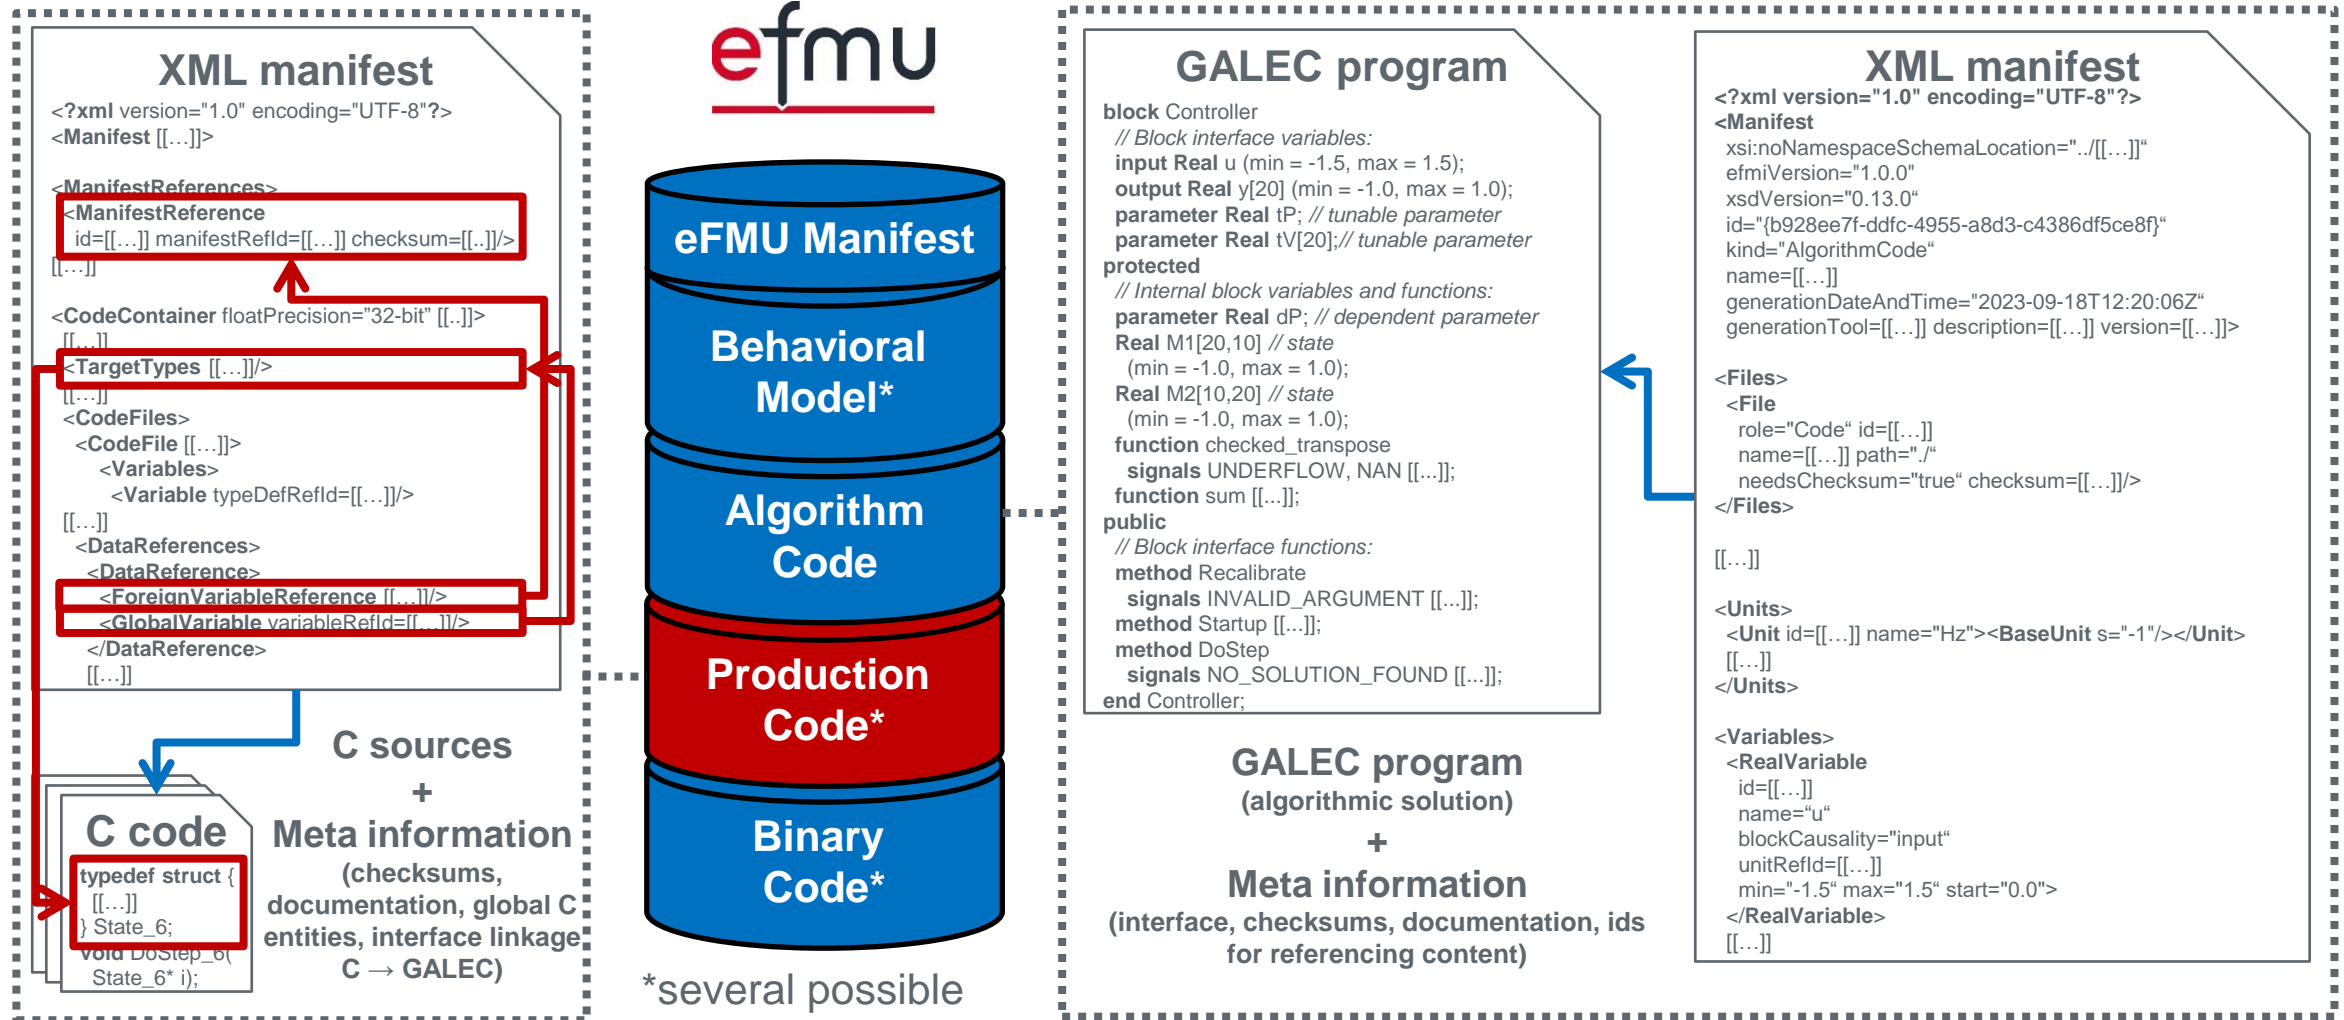 XML manifest
<?xml version="1.0" encoding="UTF-8"?>
<Manifest [[…]]>
<ManifestReferences>
<ManifestReference
id=[[…]] manifestRefId=[[…]] checksum=[[..]]/>
[[…]]
<CodeContainer floatPrecision=”32-bit” [[..]]>
[[…]]
<TargetTypes [[…]]/>
[[…]]
<CodeFiles>
<CodeFile [[…]]>
<Variables>
<Variable typeDefRefId=[[…]]/>
[[…]]
<DataReferences>
<DataReference>
<ForeignVariableReference [[…]]/>
<GlobalVariable variableRefId=[[…]]/>
</DataReference>
[[…]]
C code
typedef struct {
[[…]]
} State_6;
void DoStep_6(
State_6* i);
C sources
+
Meta information
(checksums,
documentation, global C
entities, interface linkage
C → GALEC)
efmu
eFMU Manifest
Behavioral
Model*
Algorithm
Code
Production
Code*
Binary
Code*
*several possible
GALEC program
block Controller
// Block interface variables:
input Real u (min = -1.5, max = 1.5);
output Real y[20] (min = -1.0, max = 1.0);
parameter Real tP; // tunable parameter
parameter Real tV[20];// tunable parameter
protected
// Internal block variables and functions:
parameter Real dP; // dependent parameter
Real M1[20,10] // state
(min = -1.0, max = 1.0);
Real M2[10,20] // state
(min = -1.0, max = 1.0);
function checked_transpose
signals UNDERFLOW, NAN [[...]];
function sum [[...]];
public
// Block interface functions:
method Recalibrate
signals INVALID_ARGUMENT [[...]];
method Startup [[...]];
method DoStep
signals NO_SOLUTION_FOUND [[...]];
end Controller;
GALEC program
(algorithmic solution)
+
Meta information
(interface, checksums, documentation, ids
for referencing content)
XML manifest
<?xml version="1.0" encoding="UTF-8"?>
<Manifest
xsi:noNamespaceSchemaLocation="../[[…]]“
efmiVersion="1.0.0"
xsdVersion="0.13.0“
id="{b928ee7f-ddfc-4955-a8d3-c4386df5ce8f}“
kind="AlgorithmCode“
name=[[…]]
generationDateAndTime="2023-09-18T12:20:06Z“
generationTool=[[…]] description=[[…]] version=[[…]]>
<Files>
<File
role="Code“ id=[[…]]
name=[[…]] path="./“
needsChecksum="true“ checksum=[[…]]/>
</Files>
[[…]]
<Units>
<Unit id=[[…]] name="Hz"><BaseUnit s="-1"/></Unit>
[[…]]
</Units>
<Variables>
<RealVariable
id=[[…]]
name=“u“
blockCausality="input“
unitRefId=[[…]]
min="-1.5“ max="1.5“ start="0.0">
</RealVariable>
[[…]]